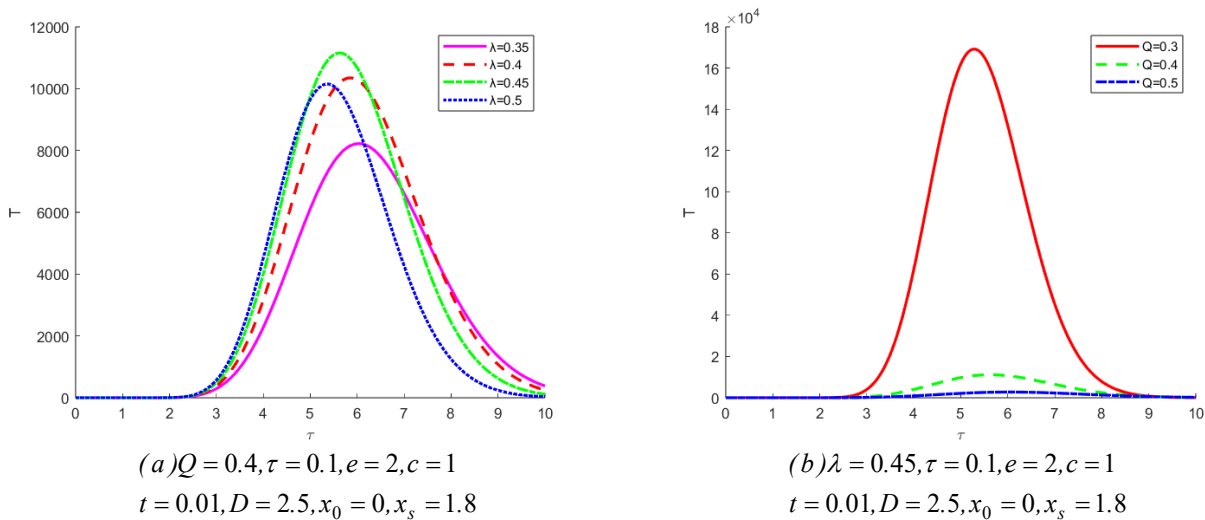 12000
10000
8000
6000
4000
2000
0
T
0 1 2 3 4 5 6 7 8 9 10
τ
λ=0.35
λ=0.4
λ=0.45
λ=0.5
(a)Q = 0.4,τ = 0.1,e = 2,c = 1
t = 0.01,D = 2.5,x₀ = 0,xₛ = 1.8
×10⁴
18
16
14
12
10
8
6
4
2
0
T
0 1 2 3 4 5 6 7 8 9 10
τ
Q=0.3
Q=0.4
Q=0.5
(b)λ = 0.45,τ = 0.1,e = 2,c = 1
t = 0.01,D = 2.5,x₀ = 0,xₛ = 1.8